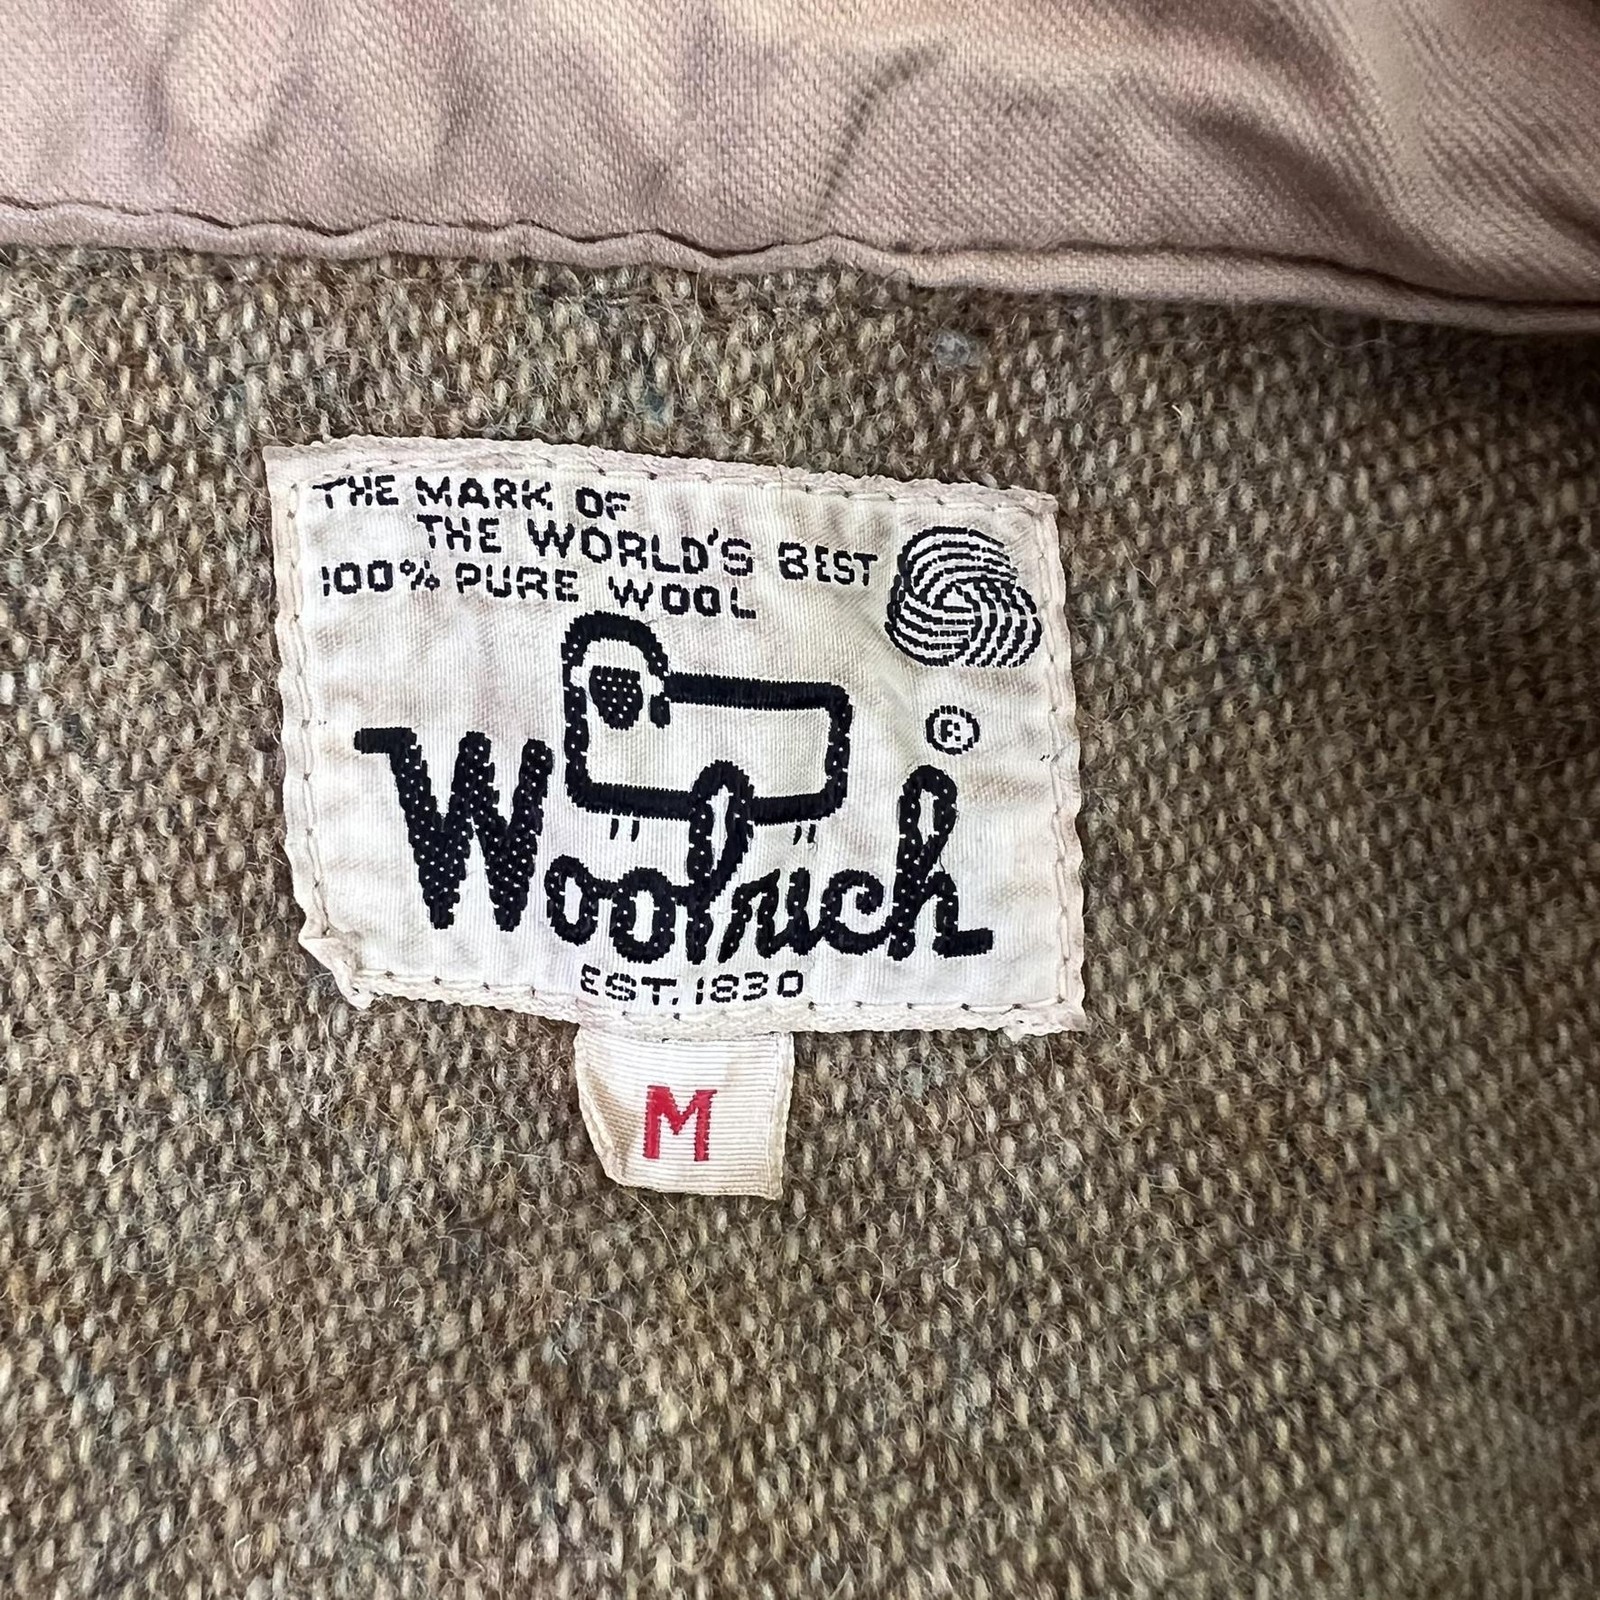 THE MARK OF
THE WORLD'S BEST
100% PURE WOOL
®
Woolrich
EST. 1830
M